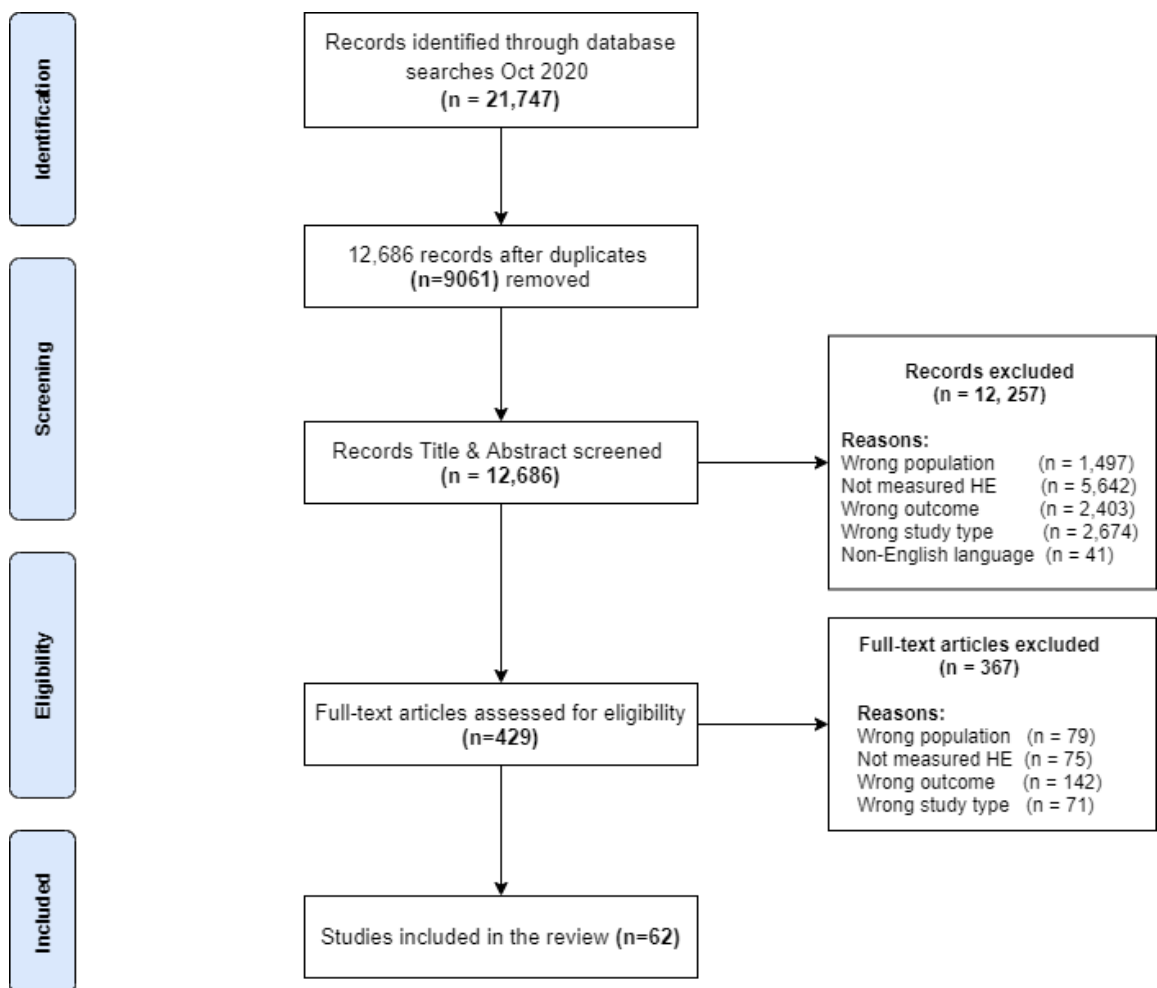 Identification
Records identified through database
searches Oct 2020
(n = 21,747)
12,686 records after duplicates
(n=9061) removed
Screening
Records Title & Abstract screened
(n = 12,686)
Records excluded
(n = 12, 257)
Reasons:
Wrong population (n = 1,497)
Not measured HE (n = 5,642)
Wrong outcome (n = 2,403)
Wrong study type (n = 2,674)
Non-English language (n = 41)
Eligibility
Full-text articles assessed for eligibility
(n=429)
Full-text articles excluded
(n = 367)
Reasons:
Wrong population (n = 79)
Not measured HE (n = 75)
Wrong outcome (n = 142)
Wrong study type (n = 71)
Included
Studies included in the review (n=62)